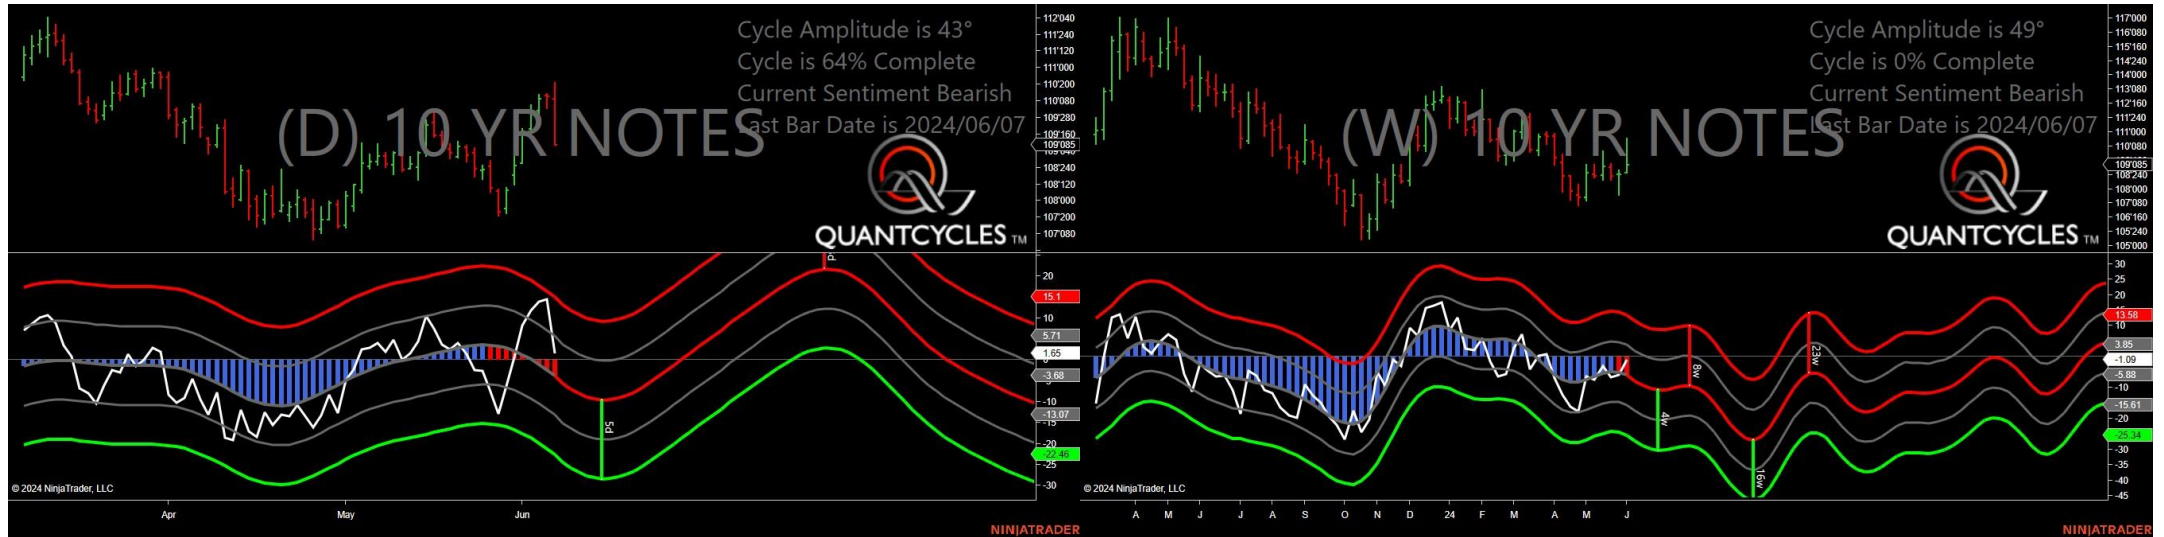 Cycle Amplitude is 43°
Cycle is 64% Complete
Current Sentiment Bearish
Last Bar Date is 2024/06/07
(D) 10 YR NOTES
QUANTCYCLES TM
112'040
111'240
111'120
111'000
110'200
110'080
109'280
109'160
109'085
108'240
108'120
108'000
107'200
107'080
20
15.1
10
5.71
1.65
-3.68
-10
-13.07
-15
-20
-22.46
-25
-30
5d
© 2024 NinjaTrader, LLC
Apr
May
Jun
NINJATRADER
Cycle Amplitude is 49°
Cycle is 0% Complete
Current Sentiment Bearish
Last Bar Date is 2024/06/07
(W) 10 YR NOTES
QUANTCYCLES TM
117'000
116'080
115'160
114'240
114'000
113'080
112'160
111'240
111'000
110'080
109'085
108'240
108'000
107'080
106'160
105'240
105'000
30
25
20
13.58
10
3.85
-1.09
-5.88
-10
-15.61
-20
-25.34
-30
-35
-40
-45
8w
4w
16w
23w
© 2024 NinjaTrader, LLC
A M J J A S O N D 24 F M A M J
NINJATRADER